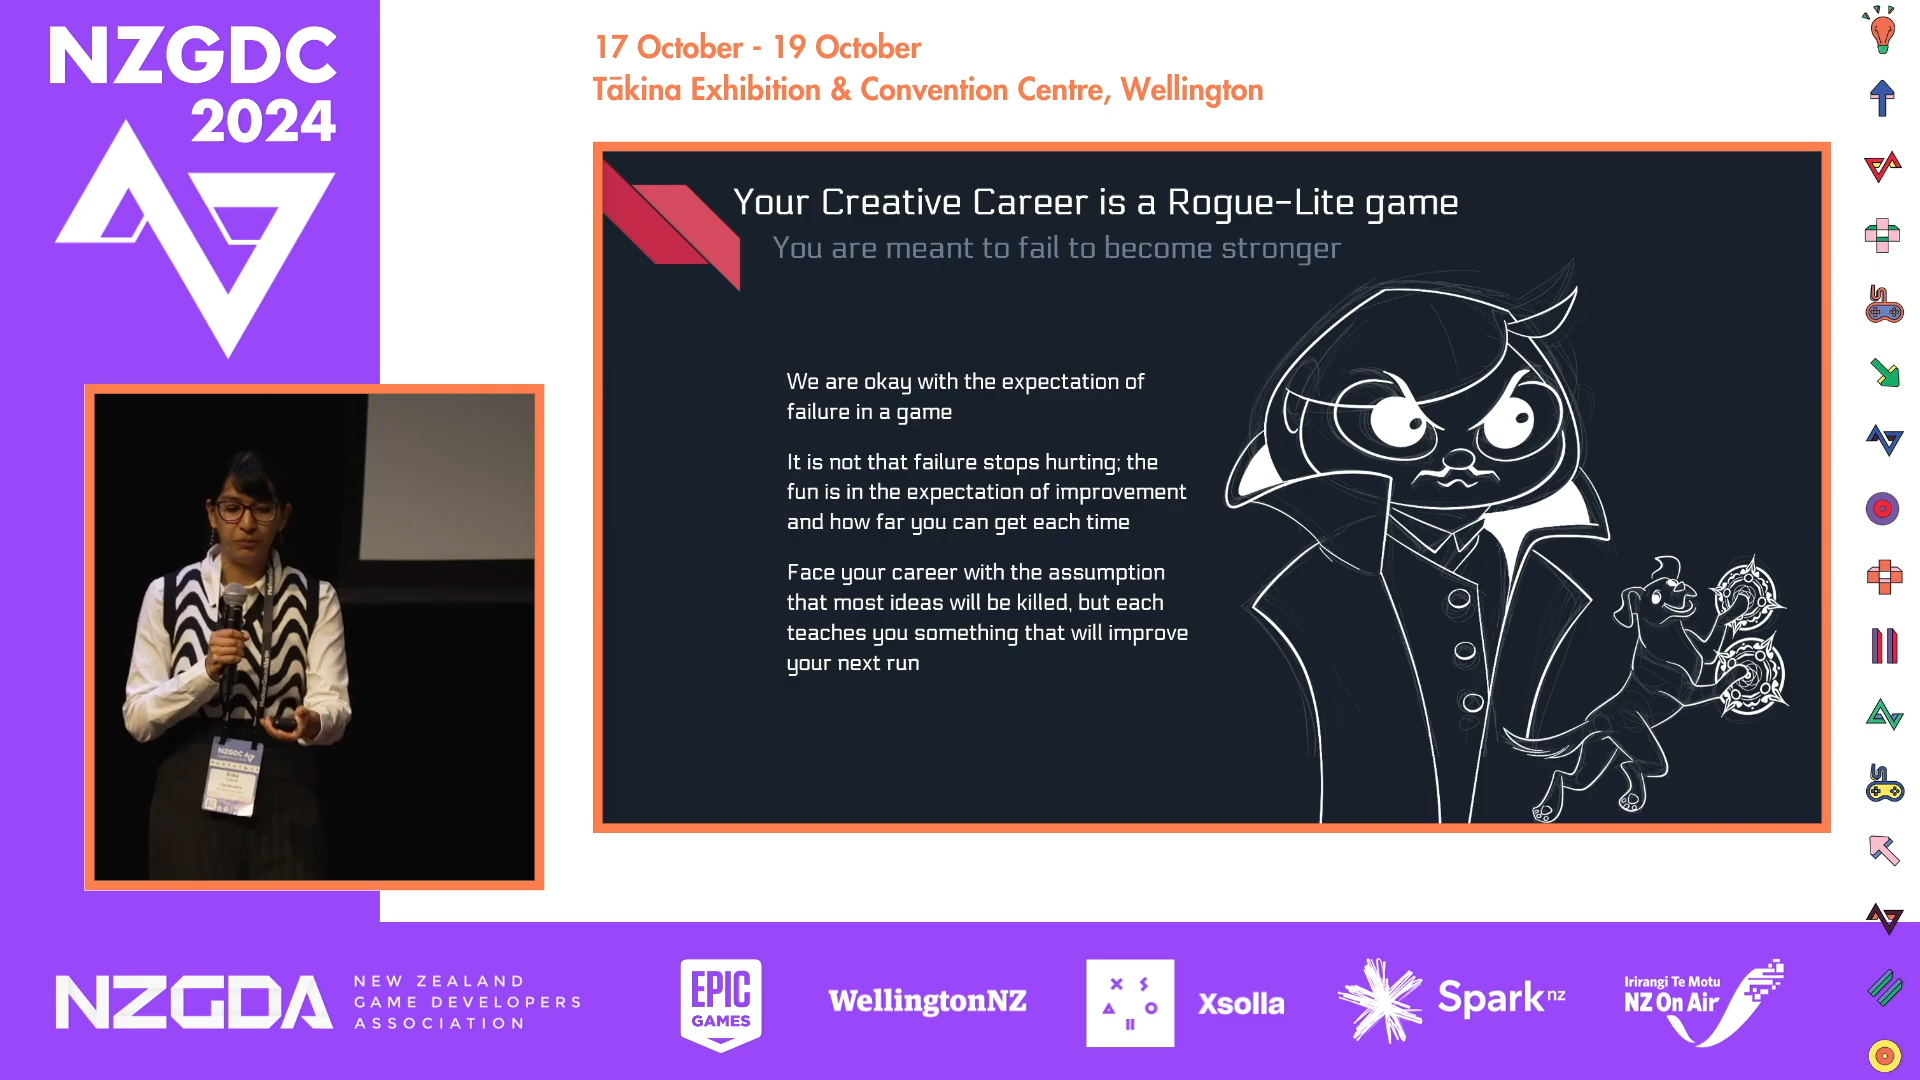 NZGDC
2024
17 October - 19 October
Tākina Exhibition & Convention Centre, Wellington
Your Creative Career is a Rogue-Lite game
You are meant to fail to become stronger
We are okay with the expectation of
failure in a game
It is not that failure stops hurting; the
fun is in the expectation of improvement
and how far you can get each time
Face your career with the assumption
that most ideas will be killed, but each
teaches you something that will improve
your next run
NZGDC
NZGDA
NEW ZEALAND
GAME DEVELOPERS
ASSOCIATION
EPIC
GAMES
WellingtonNZ
Xsolla
Spark nz
Irirangi Te Motu
NZ On Air